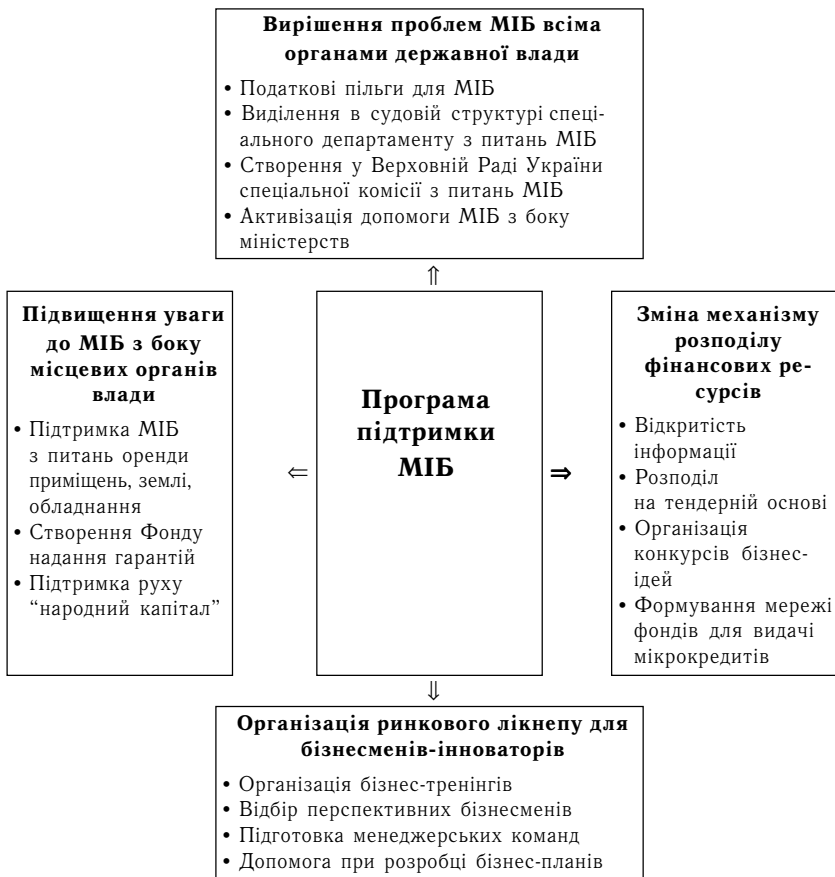 Вирішення проблем МІБ всіма
органами державної влади
• Податкові пільги для МІБ
• Виділення в судовій структурі спеці-
ального департаменту з питань МІБ
• Створення у Верховній Раді України
спеціальної комісії з питань МІБ
• Активізація допомоги МІБ з боку
міністерств
⇑
Підвищення уваги
до МІБ з боку
місцевих органів
влади
• Підтримка МІБ
з питань оренди
приміщень, землі,
обладнання
• Створення Фонду
надання гарантій
• Підтримка руху
“народний капітал”
⇐
Програма
підтримки
МІБ
⇒
Зміна механізму
розподілу
фінансових ре-
сурсів
• Відкритість
інформації
• Розподіл
на тендерній основі
• Організація
конкурсів бізнес-
ідей
• Формування мережі
фондів для видачі
мікрокредитів
⇓
Організація ринкового лікнепу для
бізнесменів-інноваторів
• Організація бізнес-тренінгів
• Відбір перспективних бізнесменів
• Підготовка менеджерських команд
• Допомога при розробці бізнес-планів